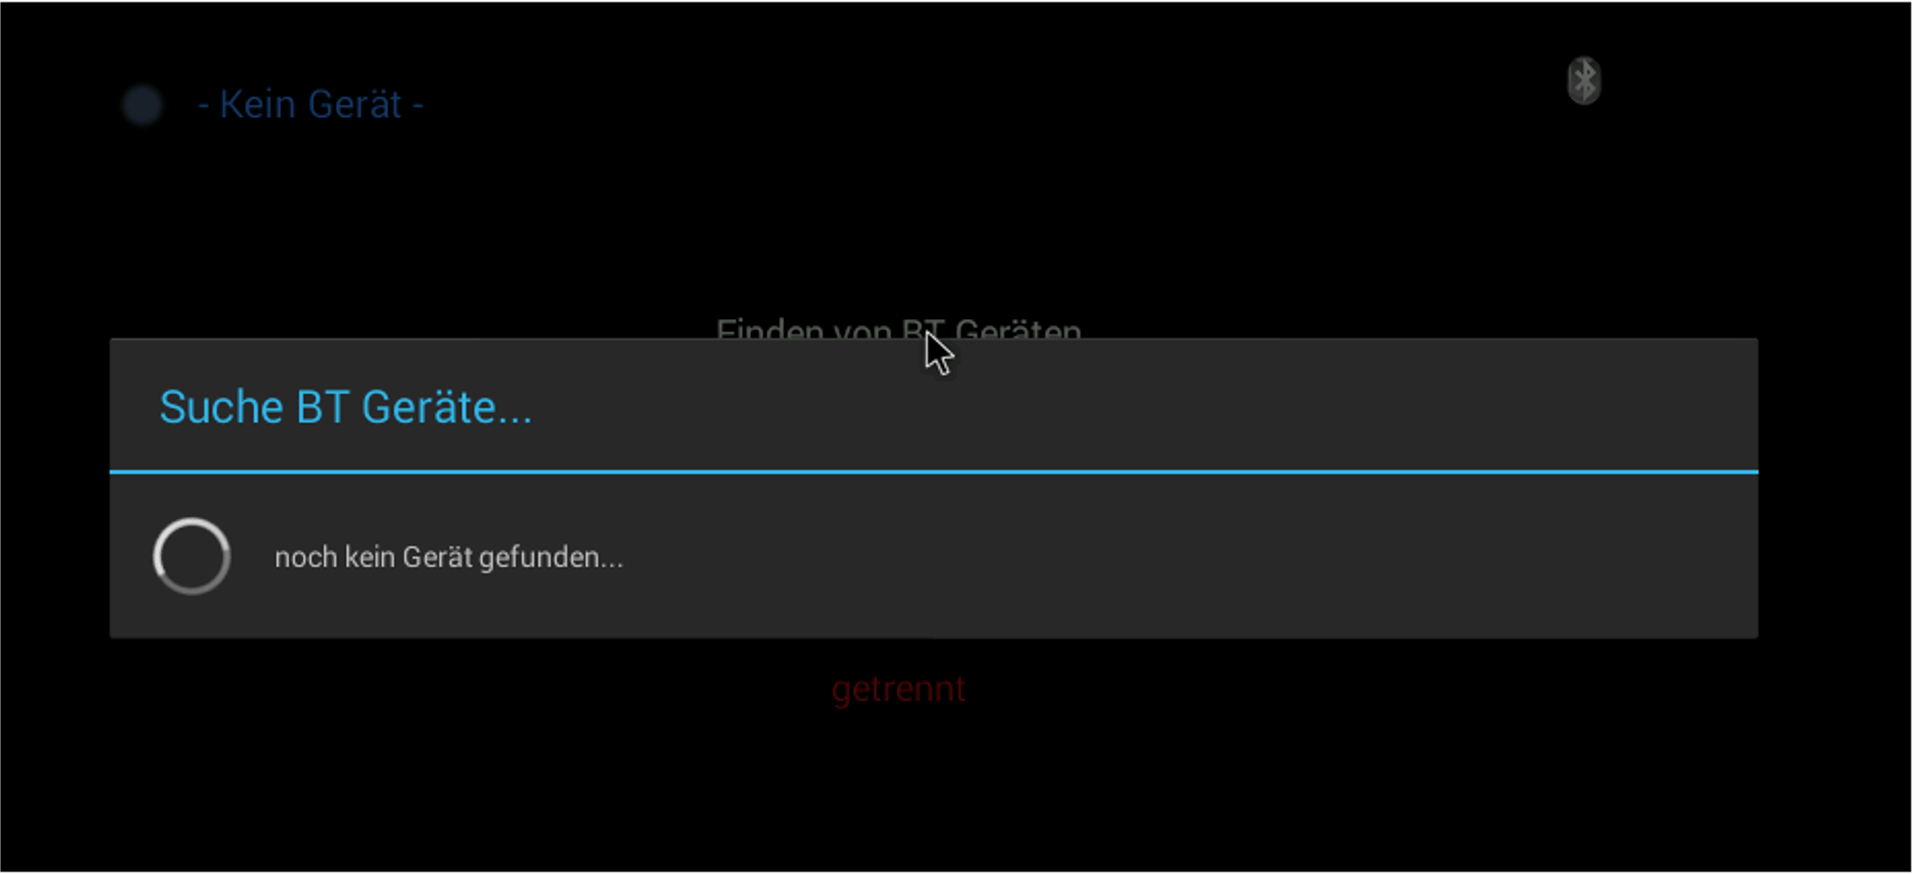 - Kein Gerät -
Finden von BT Geräten
Suche BT Geräte...
noch kein Gerät gefunden...
getrennt